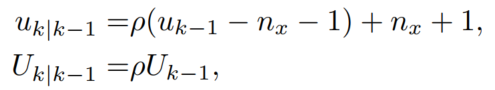 u_{k|k−1} =ρ(u_{k−1} − n_x − 1) + n_x + 1,
U_{k|k−1} =ρU_{k−1},